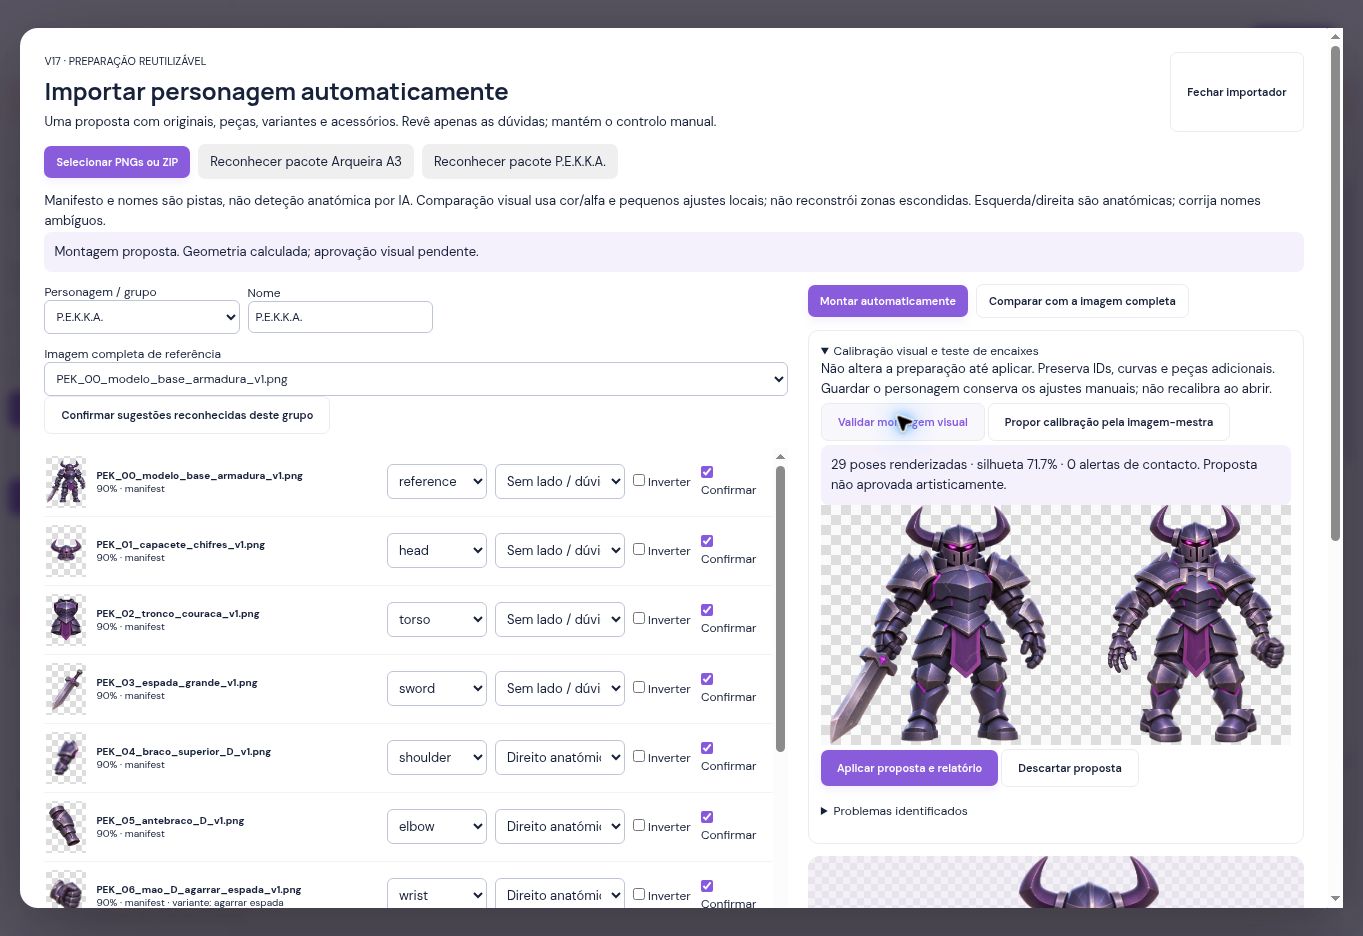 V17 · PREPARAÇÃO REUTILIZÁVEL
Importar personagem automaticamente
Uma proposta com originais, peças, variantes e acessórios. Revê apenas as dúvidas; mantém o controlo manual.
Fechar importador
Selecionar PNGs ou ZIP
Reconhecer pacote Arqueira A3
Reconhecer pacote P.E.K.K.A.
Manifesto e nomes são pistas, não deteção anatómica por IA. Comparação visual usa cor/alfa e pequenos ajustes locais; não reconstrói zonas escondidas. Esquerda/direita são anatómicas; corrija nomes
ambíguos.
Montagem proposta. Geometria calculada; aprovação visual pendente.
Personagem / grupo
P.E.K.K.A.
Nome
P.E.K.K.A.
Imagem completa de referência
PEK_00_modelo_base_armadura_v1.png
Confirmar sugestões reconhecidas deste grupo
PEK_00_modelo_base_armadura_v1.png
90% · manifest
reference
Sem lado / dúvi
Inverter
Confirmar
PEK_01_capacete_chifres_v1.png
90% · manifest
head
Sem lado / dúvi
Inverter
Confirmar
PEK_02_tronco_couraca_v1.png
90% · manifest
torso
Sem lado / dúvi
Inverter
Confirmar
PEK_03_espada_grande_v1.png
90% · manifest
sword
Sem lado / dúvi
Inverter
Confirmar
PEK_04_braco_superior_D_v1.png
90% · manifest
shoulder
Direito anatómic
Inverter
Confirmar
PEK_05_antebraco_D_v1.png
90% · manifest
elbow
Direito anatómic
Inverter
Confirmar
PEK_06_mao_D_agarrar_espada_v1.png
90% · manifest · variante: agarrar espada
wrist
Direito anatómic
Inverter
Confirmar
Montar automaticamente
Comparar com a imagem completa
▼ Calibração visual e teste de encaixes
Não altera a preparação até aplicar. Preserva IDs, curvas e peças adicionais.
Guardar o personagem conserva os ajustes manuais; não recalibra ao abrir.
Validar montagem visual
Propor calibração pela imagem-mestra
29 poses renderizadas · silhueta 71.7% · 0 alertas de contacto. Proposta
não aprovada artisticamente.
Aplicar proposta e relatório
Descartar proposta
▶ Problemas identificados